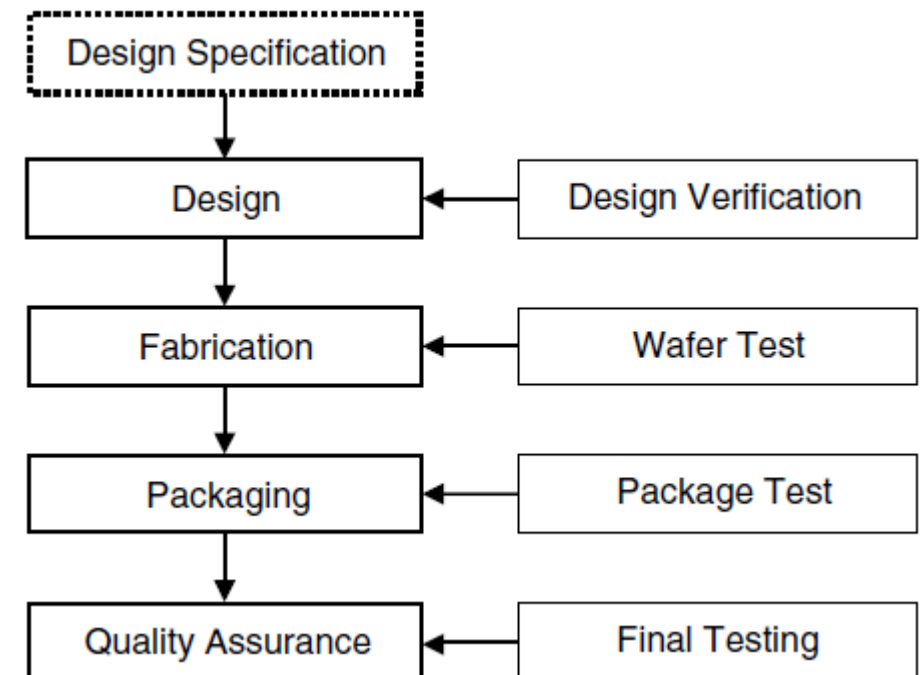 Design Specification
Design
Design Verification
Fabrication
Wafer Test
Packaging
Package Test
Quality Assurance
Final Testing